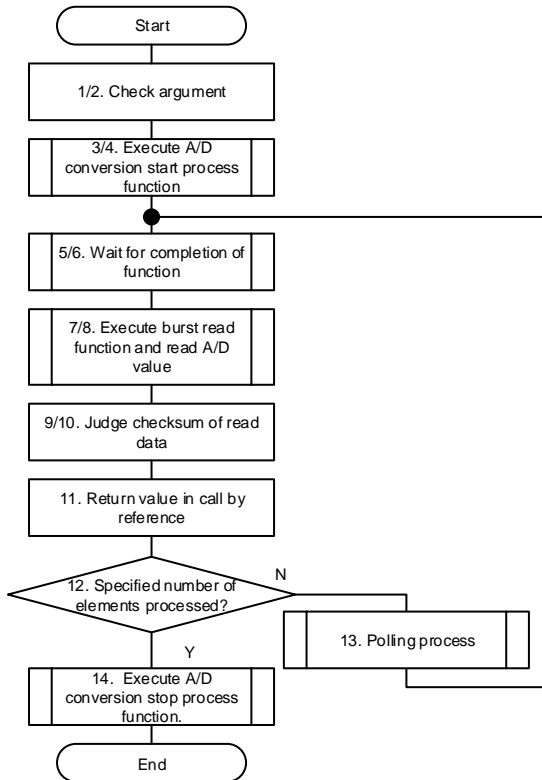 Start
1/2. Check argument
3/4. Execute A/D
conversion start process
function
5/6. Wait for completion of
function
7/8. Execute burst read
function and read A/D
value
9/10. Judge checksum of read
data
11. Return value in call by
reference
12. Specified number of
elements processed?
N
13. Polling process
Y
14. Execute A/D
conversion stop process
function.
End